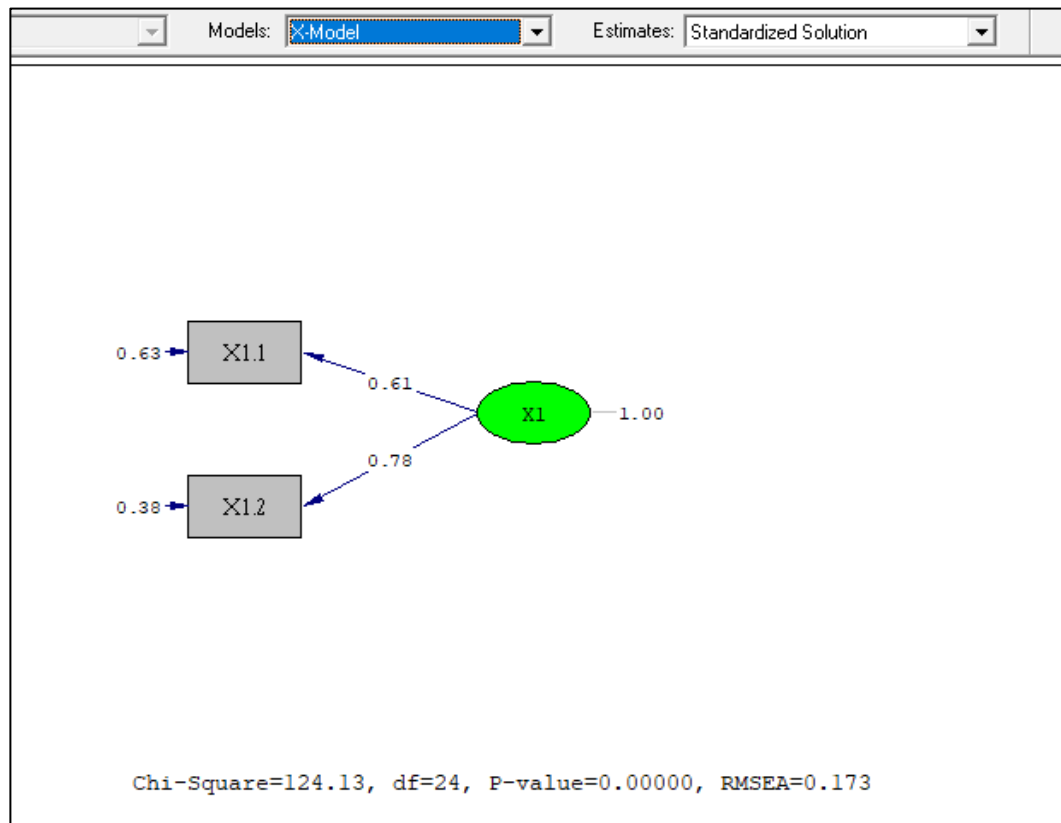 Models: X-Model Estimates: Standardized Solution
0.63 X1.1
0.61
X1 1.00
0.78
0.38 X1.2
Chi-Square=124.13, df=24, P-value=0.00000, RMSEA=0.173